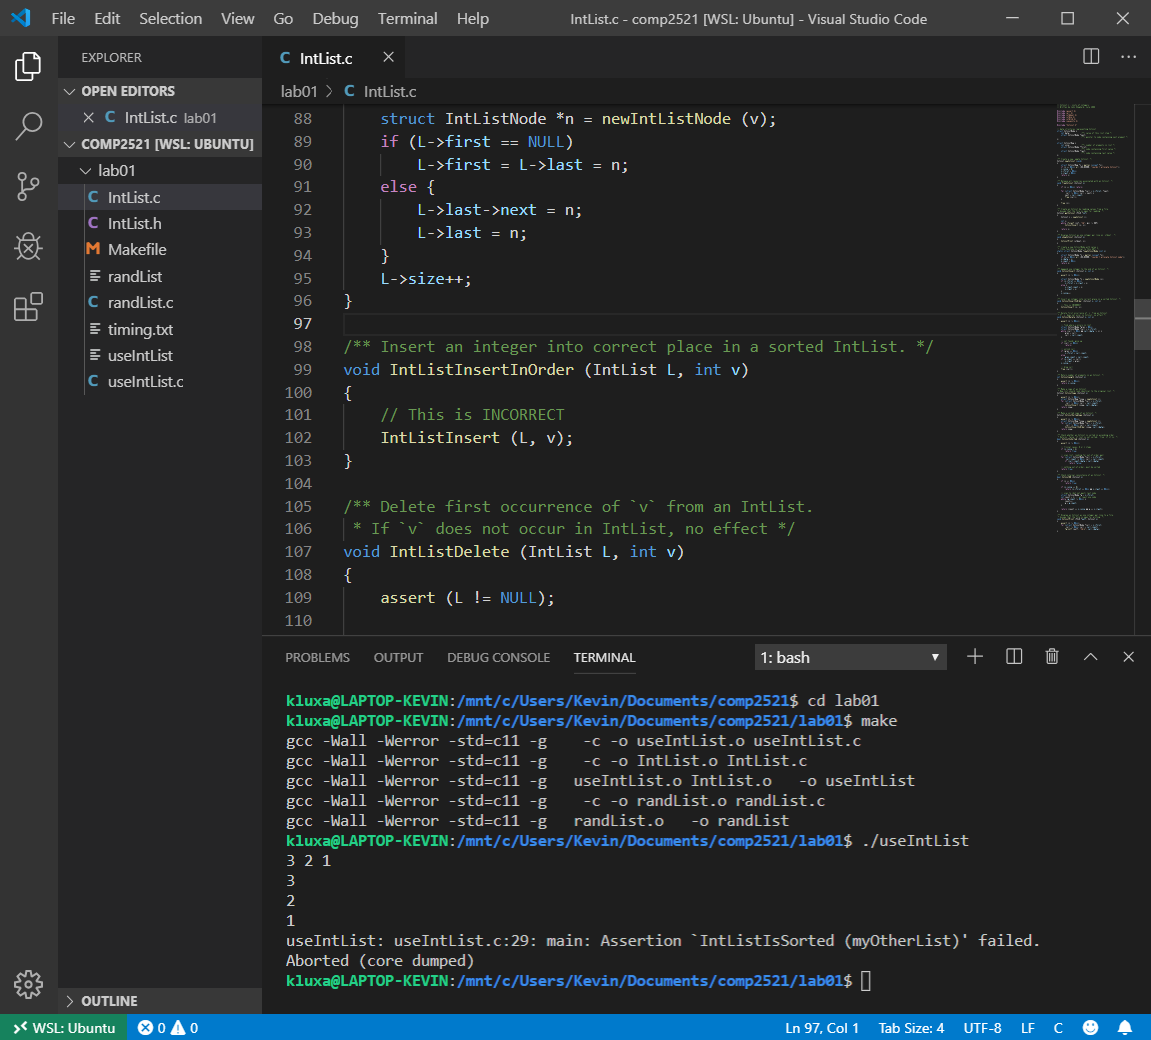 File Edit Selection View Go Debug Terminal Help IntList.c - comp2521 [WSL: Ubuntu] - Visual Studio Code
EXPLORER
OPEN EDITORS
IntList.c lab01
COMP2521 [WSL: UBUNTU]
lab01
C IntList.c
C IntList.h
M Makefile
randList
C randList.c
timing.txt
useIntList
C useIntList.c
OUTLINE
C IntList.c
lab01 > C IntList.c
88 struct IntListNode *n = newIntListNode (v);
89 if (L->first == NULL)
90 L->first = L->last = n;
91 else {
92 L->last->next = n;
93 L->last = n;
94 }
95 L->size++;
96 }
97
98 /** Insert an integer into correct place in a sorted IntList. */
99 void IntListInsertInOrder (IntList L, int v)
100 {
101 // This is INCORRECT
102 IntListInsert (L, v);
103 }
104
105 /** Delete first occurrence of `v` from an IntList.
106 * If `v` does not occur in IntList, no effect */
107 void IntListDelete (IntList L, int v)
108 {
109 assert (L != NULL);
110
PROBLEMS OUTPUT DEBUG CONSOLE TERMINAL 1: bash
kluxa@LAPTOP-KEVIN:/mnt/c/Users/Kevin/Documents/comp2521$ cd lab01
kluxa@LAPTOP-KEVIN:/mnt/c/Users/Kevin/Documents/comp2521/lab01$ make
gcc -Wall -Werror -std=c11 -g -c -o useIntList.o useIntList.c
gcc -Wall -Werror -std=c11 -g -c -o IntList.o IntList.c
gcc -Wall -Werror -std=c11 -g useIntList.o IntList.o -o useIntList
gcc -Wall -Werror -std=c11 -g -c -o randList.o randList.c
gcc -Wall -Werror -std=c11 -g randList.o -o randList
kluxa@LAPTOP-KEVIN:/mnt/c/Users/Kevin/Documents/comp2521/lab01$ ./useIntList
3 2 1
3
2
1
useIntList: useIntList.c:29: main: Assertion `IntListIsSorted (myOtherList)' failed.
Aborted (core dumped)
kluxa@LAPTOP-KEVIN:/mnt/c/Users/Kevin/Documents/comp2521/lab01$
WSL: Ubuntu 0 0 Ln 97, Col 1 Tab Size: 4 UTF-8 LF C